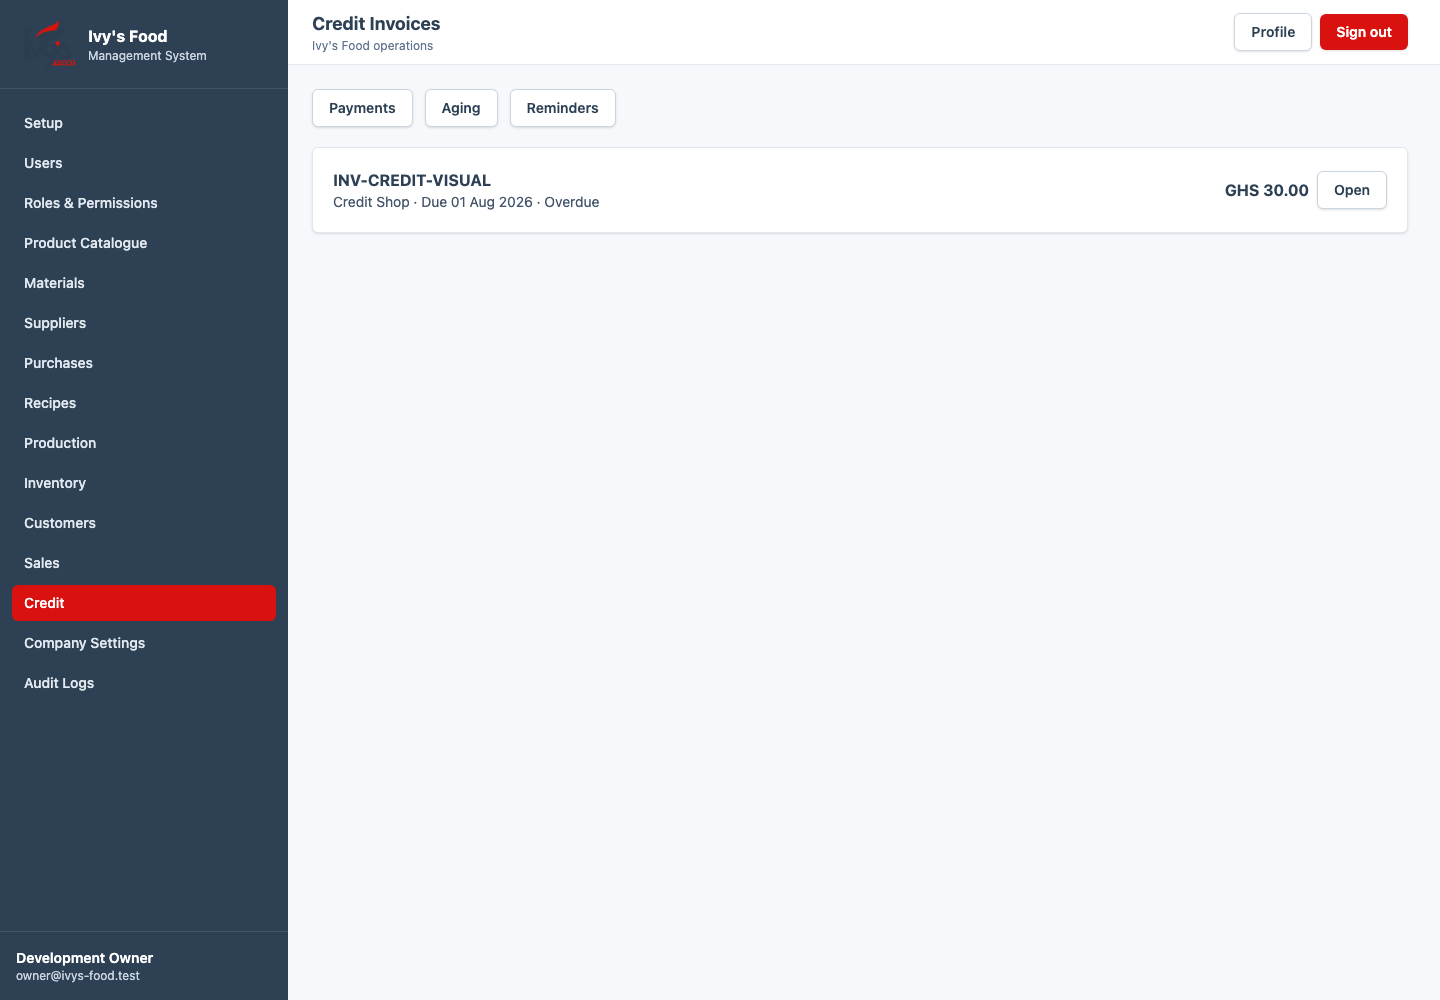 Ivy's Food
Management System
Setup
Users
Roles & Permissions
Product Catalogue
Materials
Suppliers
Purchases
Recipes
Production
Inventory
Customers
Sales
Credit
Company Settings
Audit Logs
Development Owner
owner@ivys-food.test
Credit Invoices
Ivy's Food operations
Profile
Sign out
Payments
Aging
Reminders
INV-CREDIT-VISUAL
Credit Shop · Due 01 Aug 2026 · Overdue
GHS 30.00
Open